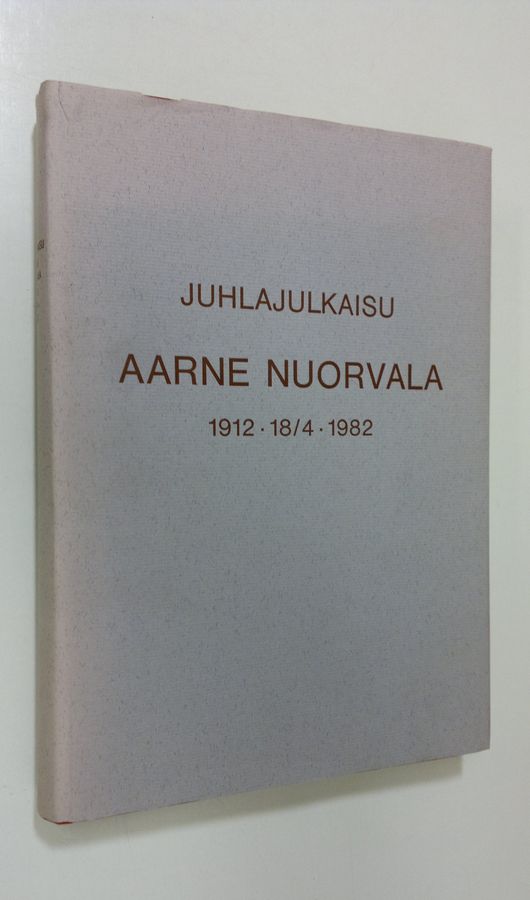 JUHLAJULKAISU
AARNE NUORVALA
1912 · 18/4 · 1982